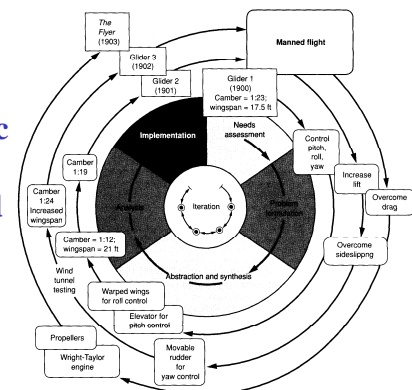 The
Flyer
(1903)
Glider 3
(1902)
Glider 2
(1901)
Manned flight
Glider 1
(1900)
Camber = 1:23;
wingspan = 17.5 ft
Needs
assessment
Implementation
Control
pitch,
roll,
yaw
Increase
lift
Overcome
drag
Camber
1:19
Camber
1:24
Increased
wingspan
Analysis
Iteration
Problem
formulation
Camber = 1:12;
wingspan = 21 ft
Overcome
sideslippng
Abstraction and synthesis
Wind
tunnel
testing
Warped wings
for roll control
Elevator for
pitch control
Propellers
Wright-Taylor
engine
Movable
rudder
for
yaw control
c